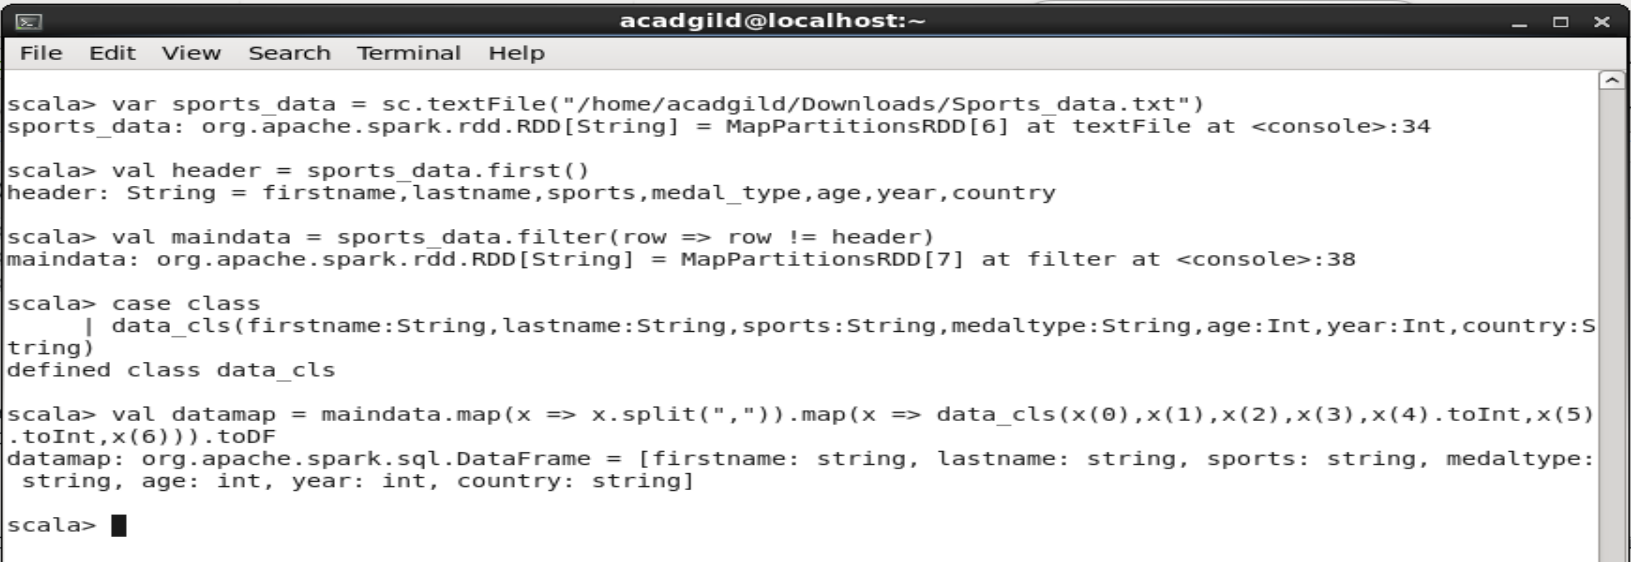 acadgild@localhost:~
File Edit View Search Terminal Help
scala> var sports_data = sc.textFile("/home/acadgild/Downloads/Sports_data.txt")
sports_data: org.apache.spark.rdd.RDD[String] = MapPartitionsRDD[6] at textFile at <console>:34
scala> val header = sports_data.first()
header: String = firstname,lastname,sports,medal_type,age,year,country
scala> val maindata = sports_data.filter(row => row != header)
maindata: org.apache.spark.rdd.RDD[String] = MapPartitionsRDD[7] at filter at <console>:38
scala> case class
     | data_cls(firstname:String,lastname:String,sports:String,medaltype:String,age:Int,year:Int,country:S
tring)
defined class data_cls
scala> val datamap = maindata.map(x => x.split(",")).map(x => data_cls(x(0),x(1),x(2),x(3),x(4).toInt,x(5)
.toInt,x(6))).toDF
datamap: org.apache.spark.sql.DataFrame = [firstname: string, lastname: string, sports: string, medaltype:
 string, age: int, year: int, country: string]
scala>